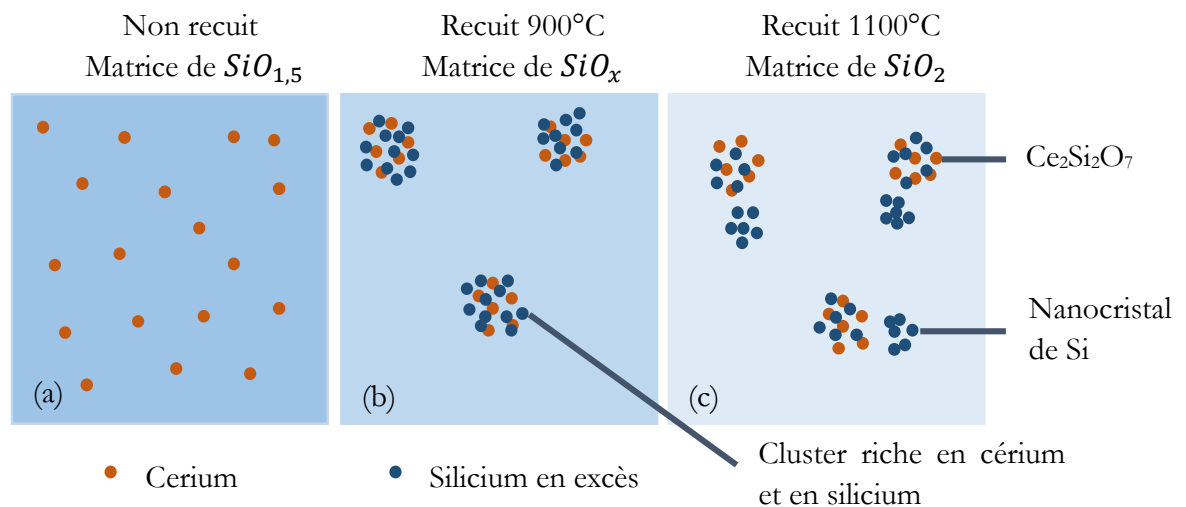 Non recuit
Matrice de SiO₁,₅
Recuit 900°C
Matrice de SiOₓ
Recuit 1100°C
Matrice de SiO₂
Ce₂Si₂O₇
Nanocristal
de Si
(a)
(b)
(c)
Cerium
Silicium en excès
Cluster riche en cérium
et en silicium